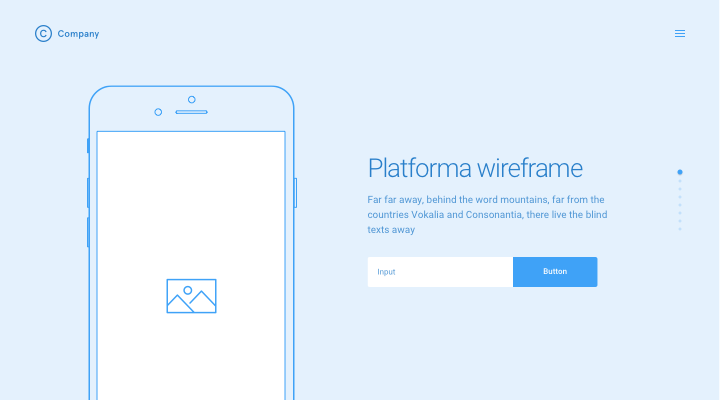 C Company
Platforma wireframe
Far far away, behind the word mountains, far from the
countries Vokalia and Consonantia, there live the blind
texts away
Input
Button